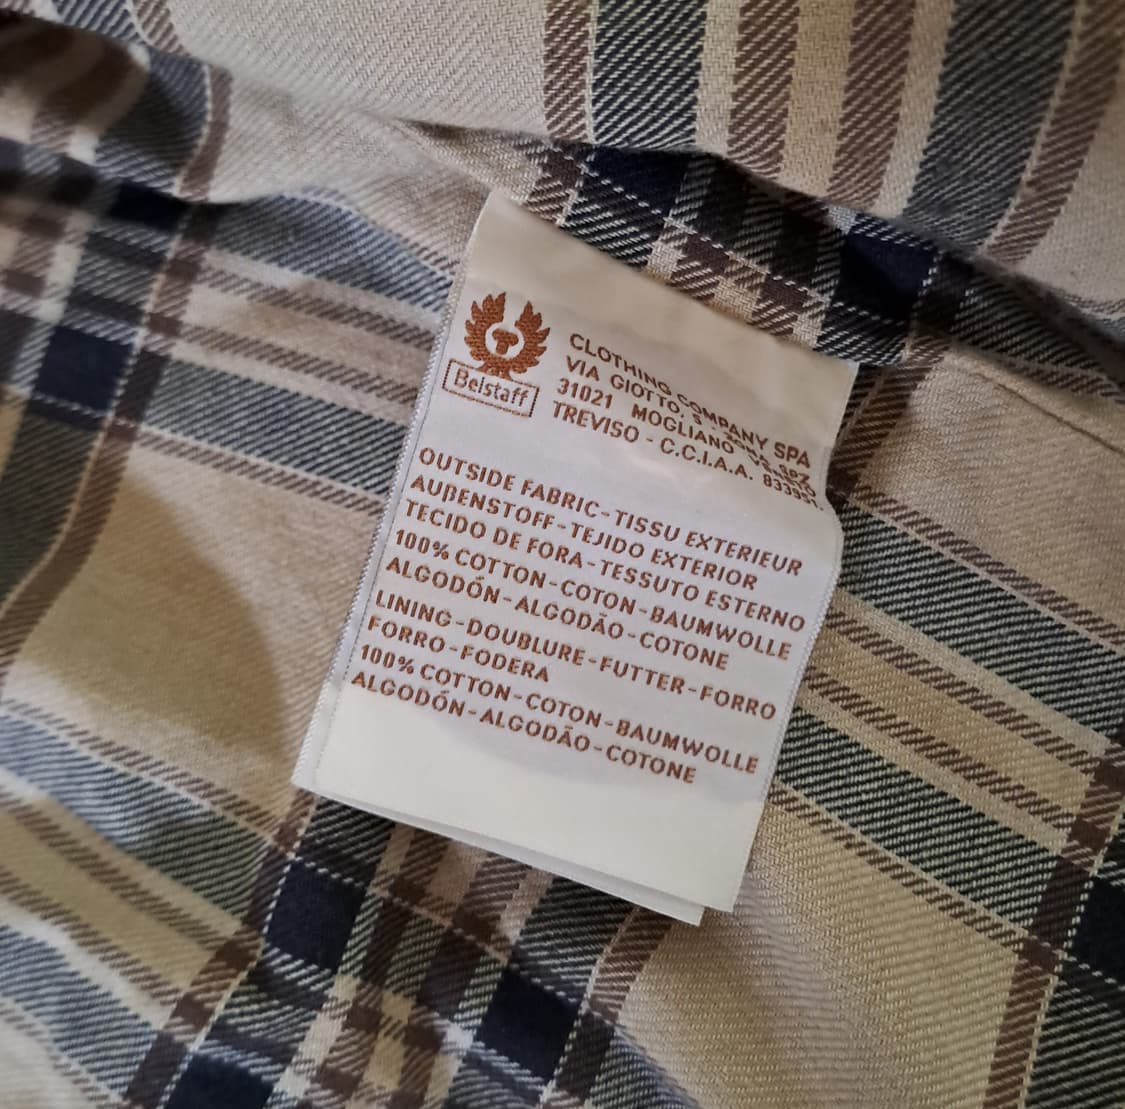 Belstaff
CLOTHING COMPANY SPA
VIA GIOTTO, 5 - ZONA
31021 MOGLIANO
TREVISO - C.C.I.A.A.
OUTSIDE FABRIC-TISSU EXTERIEUR
AUßENSTOFF-TEJIDO EXTERIOR
TECIDO DE FORA-TESSUTO ESTERNO
100% COTTON-COTON-BAUMWOLLE
ALGODÓN-ALGODÃO-COTONE
LINING-DOUBLURE-FUTTER-FORRO
FORRO-FODERA
100% COTTON-COTON-BAUMWOLLE
ALGODÓN-ALGODÃO-COTONE